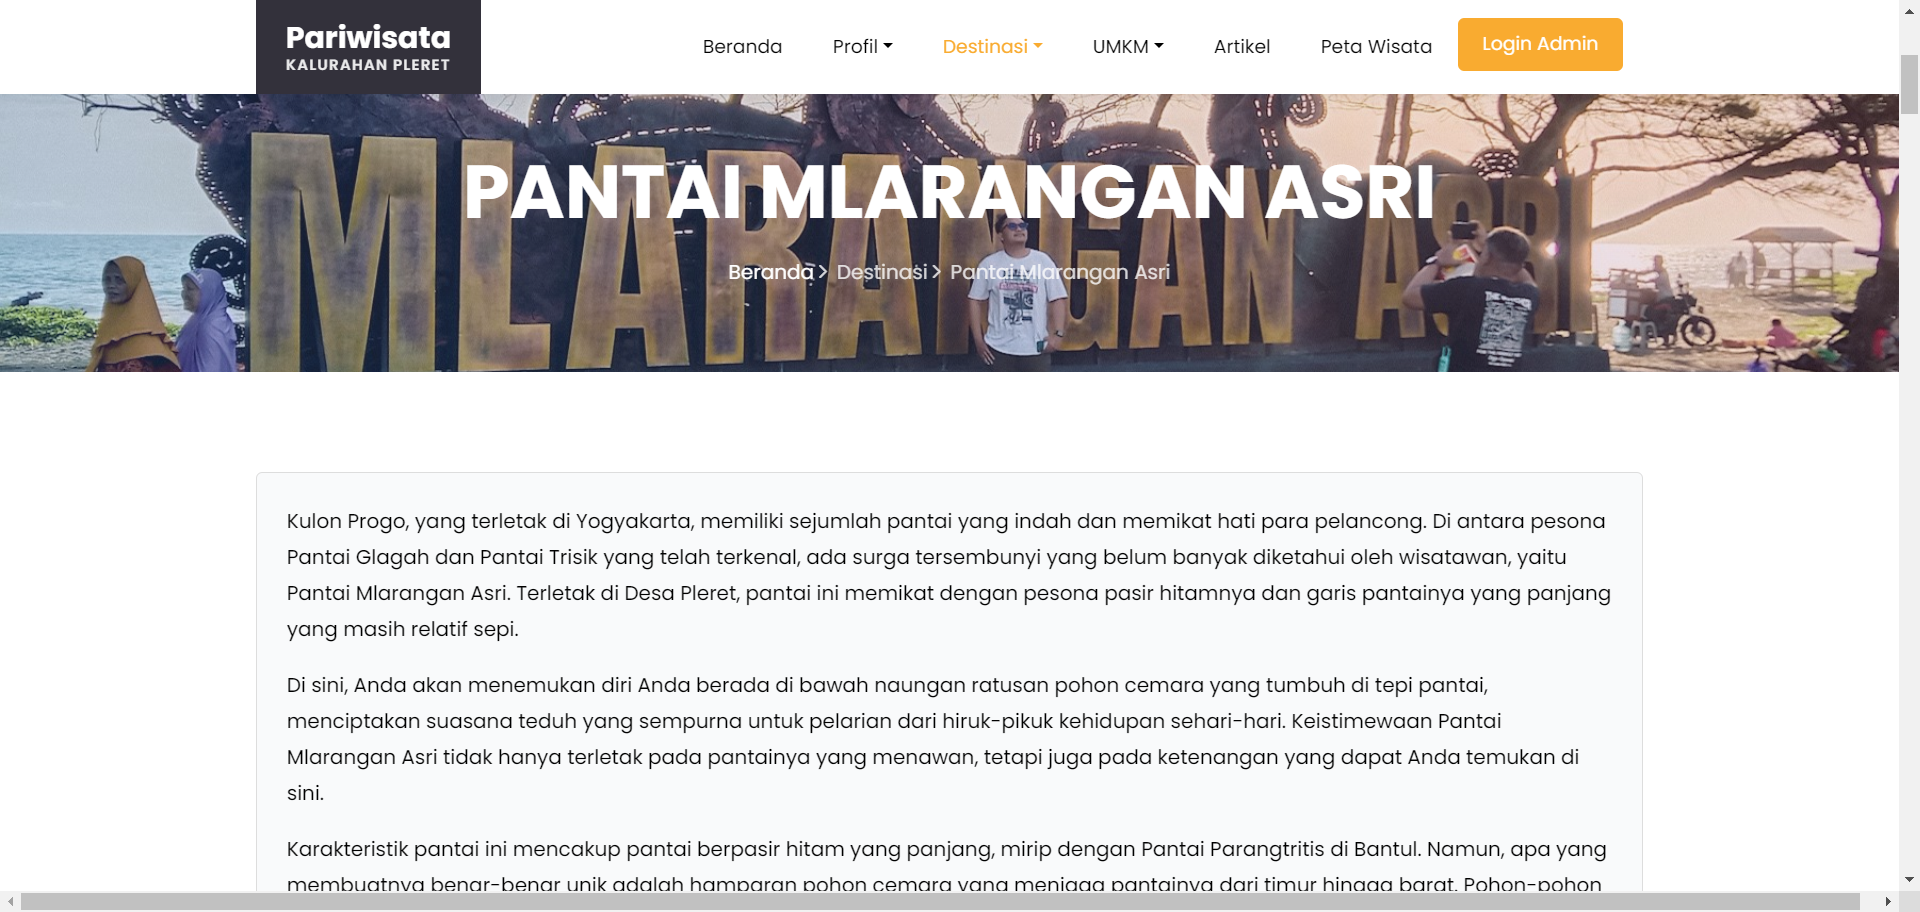 Pariwisata
KALURAHAN PLERET
Beranda Profil Destinasi UMKM Artikel Peta Wisata Login Admin
PANTAI MLARANGAN ASRI
MLARANGAN ASRI
Beranda > Destinasi > Pantai Mlarangan Asri
Kulon Progo, yang terletak di Yogyakarta, memiliki sejumlah pantai yang indah dan memikat hati para pelancong. Di antara pesona
Pantai Glagah dan Pantai Trisik yang telah terkenal, ada surga tersembunyi yang belum banyak diketahui oleh wisatawan, yaitu
Pantai Mlarangan Asri. Terletak di Desa Pleret, pantai ini memikat dengan pesona pasir hitamnya dan garis pantainya yang panjang
yang masih relatif sepi.
Di sini, Anda akan menemukan diri Anda berada di bawah naungan ratusan pohon cemara yang tumbuh di tepi pantai,
menciptakan suasana teduh yang sempurna untuk pelarian dari hiruk-pikuk kehidupan sehari-hari. Keistimewaan Pantai
Mlarangan Asri tidak hanya terletak pada pantainya yang menawan, tetapi juga pada ketenangan yang dapat Anda temukan di
sini.
Karakteristik pantai ini mencakup pantai berpasir hitam yang panjang, mirip dengan Pantai Parangtritis di Bantul. Namun, apa yang
membuatnya benar-benar unik adalah hamparan pohon cemara yang menjaga pantainya dari timur hingga barat. Pohon-pohon